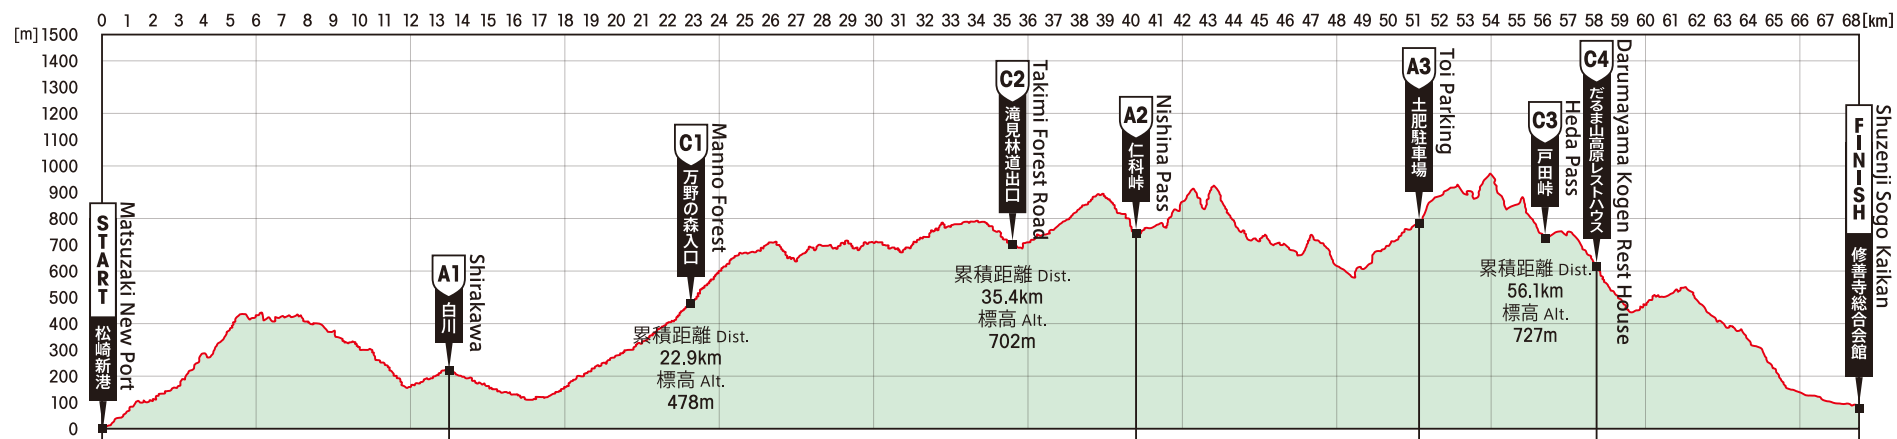 0 1 2 3 4 5 6 7 8 9 10 11 12 13 14 15 16 17 18 19 20 21 22 23 24 25 26 27 28 29 30 31 32 33 34 35 36 37 38 39 40 41 42 43 44 45 46 47 48 49 50 51 52 53 54 55 56 57 58 59 60 61 62 63 64 65 66 67 68 [km]
[m] 1500
1400
1300
1200
1100
1000
900
800
700
600
500
400
300
200
100
0
START
松崎新港
Matsuzaki New Port
A1
白川
Shirakawa
C1
万野の森入口
Manno Forest
累積距離 Dist.
22.9km
標高 Alt.
478m
C2
滝見林道出口
Takimi Forest Road
累積距離 Dist.
35.4km
標高 Alt.
702m
A2
仁科峠
Nishina Pass
A3
土肥駐車場
Toi Parking
C3
戸田峠
Heda Pass
累積距離 Dist.
56.1km
標高 Alt.
727m
C4
だるま山高原レストハウス
Darumayama Kogen Rest House
FINISH
修善寺総合会館
Shuzenji Sogo Kaikan